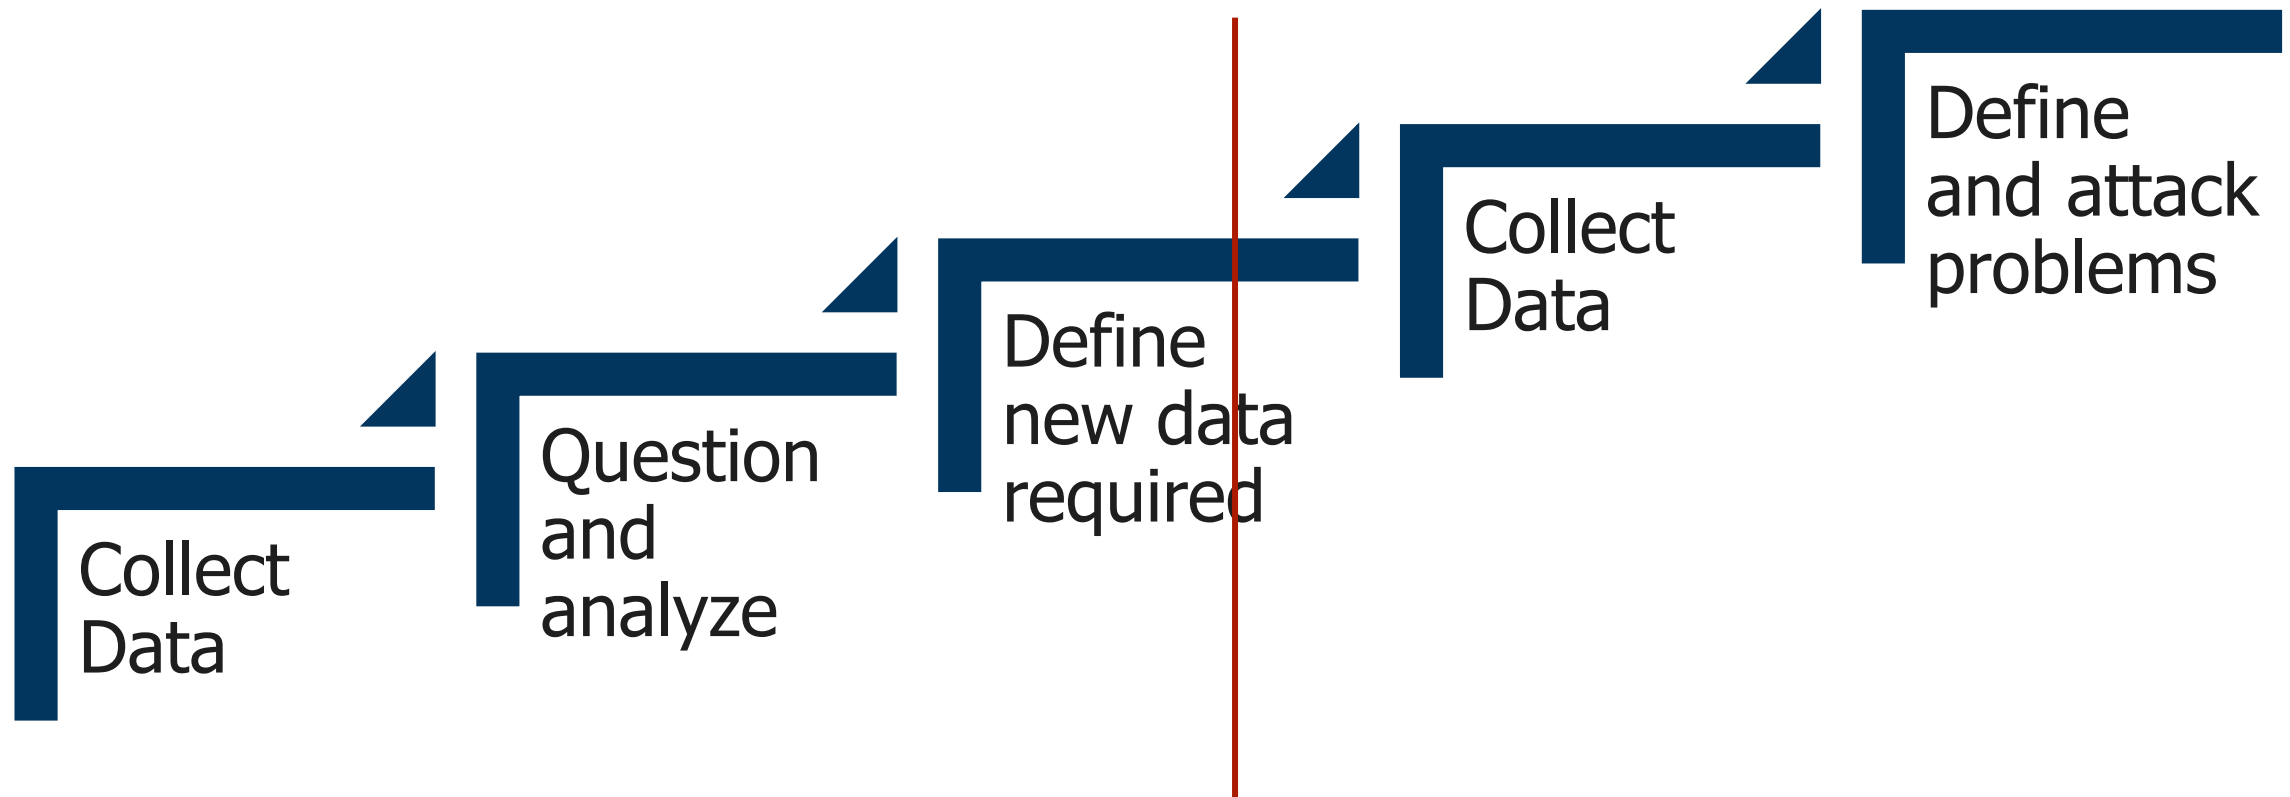 Collect
Data
Question
and
analyze
Define
new data
required
Collect
Data
Define
and attack
problems